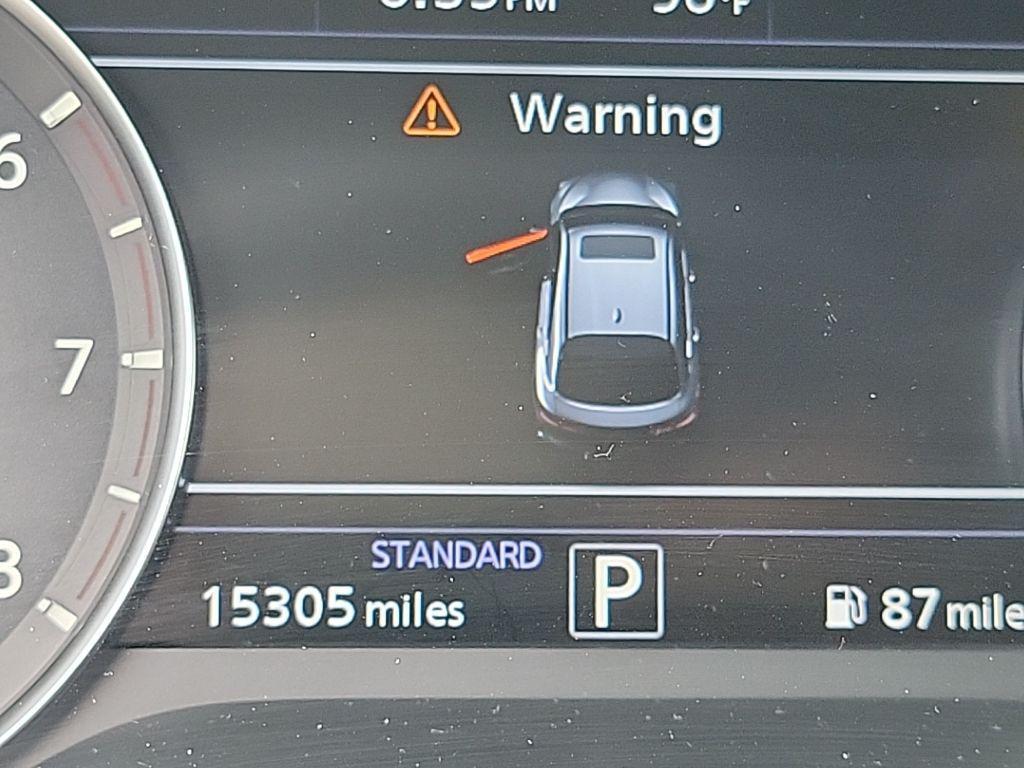 Warning
6
7
8
STANDARD
P
15305 miles
87 mile